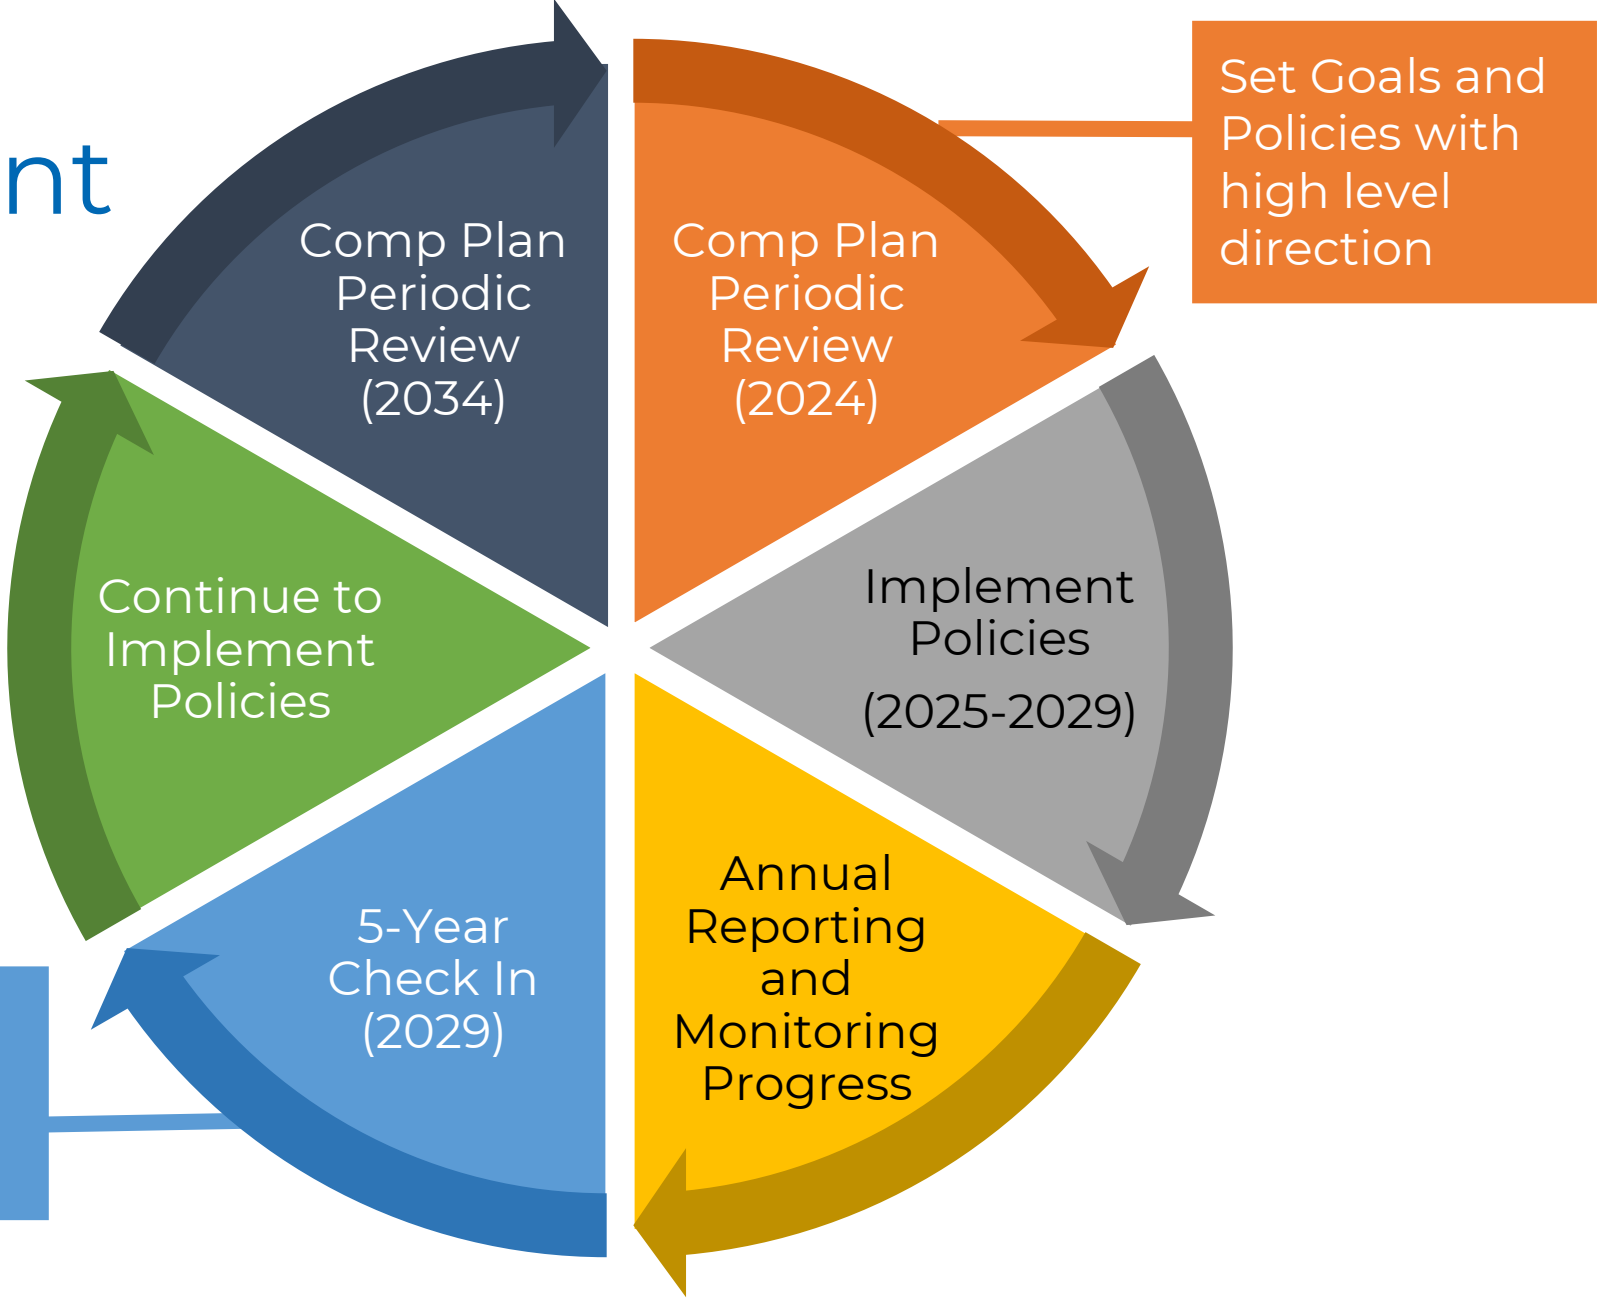 nt
Set Goals and
Policies with
high level
direction
Comp Plan
Periodic
Review
(2024)
Implement
Policies
(2025-2029)
Annual
Reporting
and
Monitoring
Progress
5-Year
Check In
(2029)
Continue to
Implement
Policies
Comp Plan
Periodic
Review
(2034)